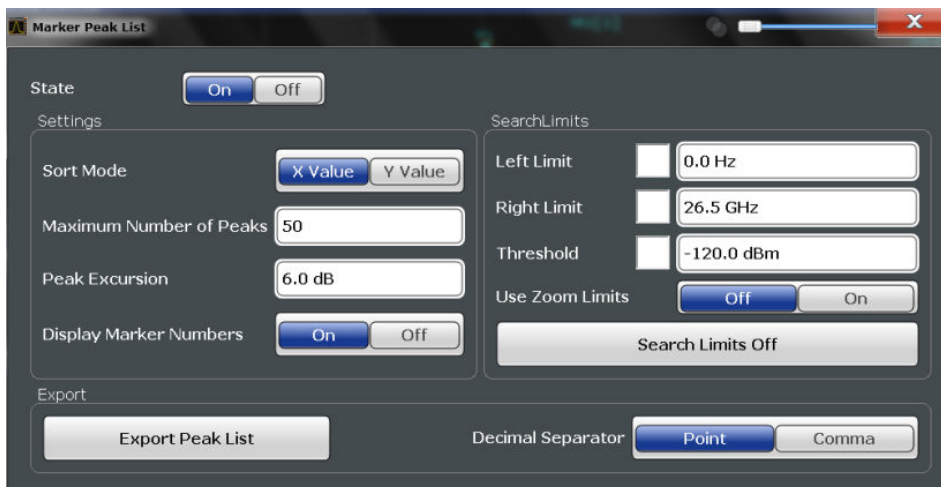 Marker Peak List
X
State
On Off
Settings
Sort Mode X Value Y Value
Maximum Number of Peaks 50
Peak Excursion 6.0 dB
Display Marker Numbers On Off
SearchLimits
Left Limit 0.0 Hz
Right Limit 26.5 GHz
Threshold -120.0 dBm
Use Zoom Limits Off On
Search Limits Off
Export
Export Peak List
Decimal Separator Point Comma